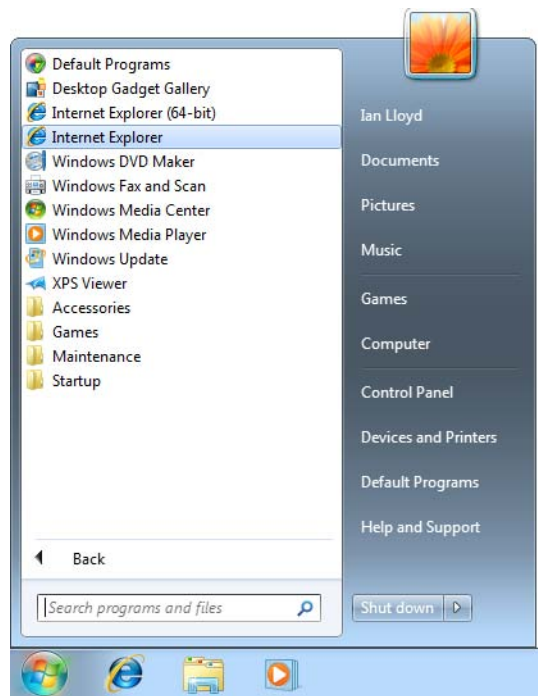 Default Programs
Desktop Gadget Gallery
Internet Explorer (64-bit)
Internet Explorer
Windows DVD Maker
Windows Fax and Scan
Windows Media Center
Windows Media Player
Windows Update
XPS Viewer
Accessories
Games
Maintenance
Startup
Back
Search programs and files
Ian Lloyd
Documents
Pictures
Music
Games
Computer
Control Panel
Devices and Printers
Default Programs
Help and Support
Shut down